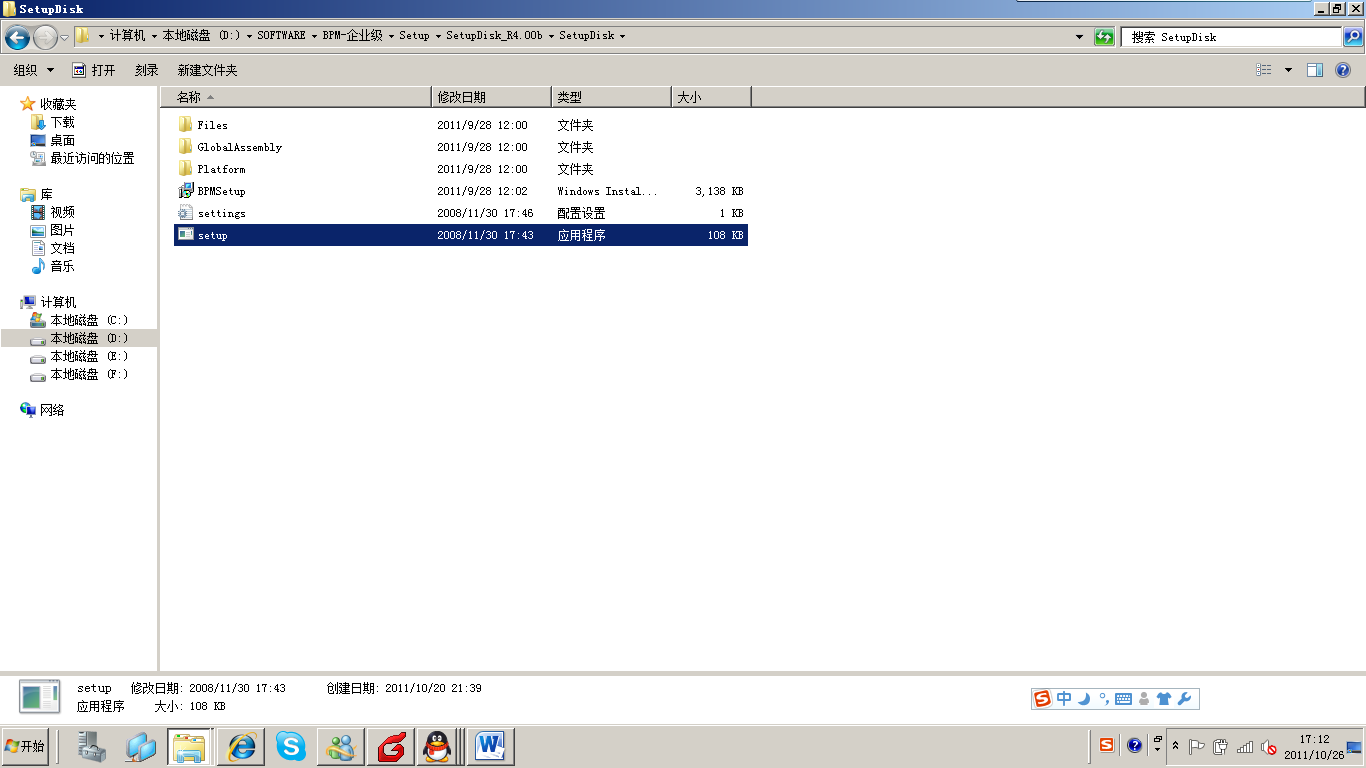 SetupDisk
计算机 本地磁盘 (D:) SOFTWARE BPM-企业级 Setup SetupDisk_R4.00b SetupDisk
搜索 SetupDisk
组织 打开 刻录 新建文件夹
名称 修改日期 类型 大小
收藏夹
下载
桌面
最近访问的位置
库
视频
图片
文档
音乐
计算机
本地磁盘 (C:)
本地磁盘 (D:)
本地磁盘 (E:)
本地磁盘 (F:)
网络
Files 2011/9/28 12:00 文件夹
GlobalAssembly 2011/9/28 12:00 文件夹
Platform 2011/9/28 12:00 文件夹
BPMSetup 2011/9/28 12:02 Windows Instal... 3,138 KB
settings 2008/11/30 17:46 配置设置 1 KB
setup 2008/11/30 17:43 应用程序 108 KB
setup 修改日期: 2008/11/30 17:43 创建日期: 2011/10/20 21:39
应用程序 大小: 108 KB
中
开始
17:12
2011/10/26